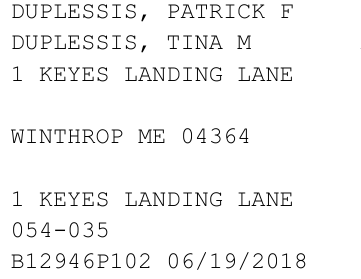 DUPLESSIS, PATRICK F
DUPLESSIS, TINA M
1 KEYES LANDING LANE
WINTHROP ME 04364
1 KEYES LANDING LANE
054-035
B12946P102 06/19/2018